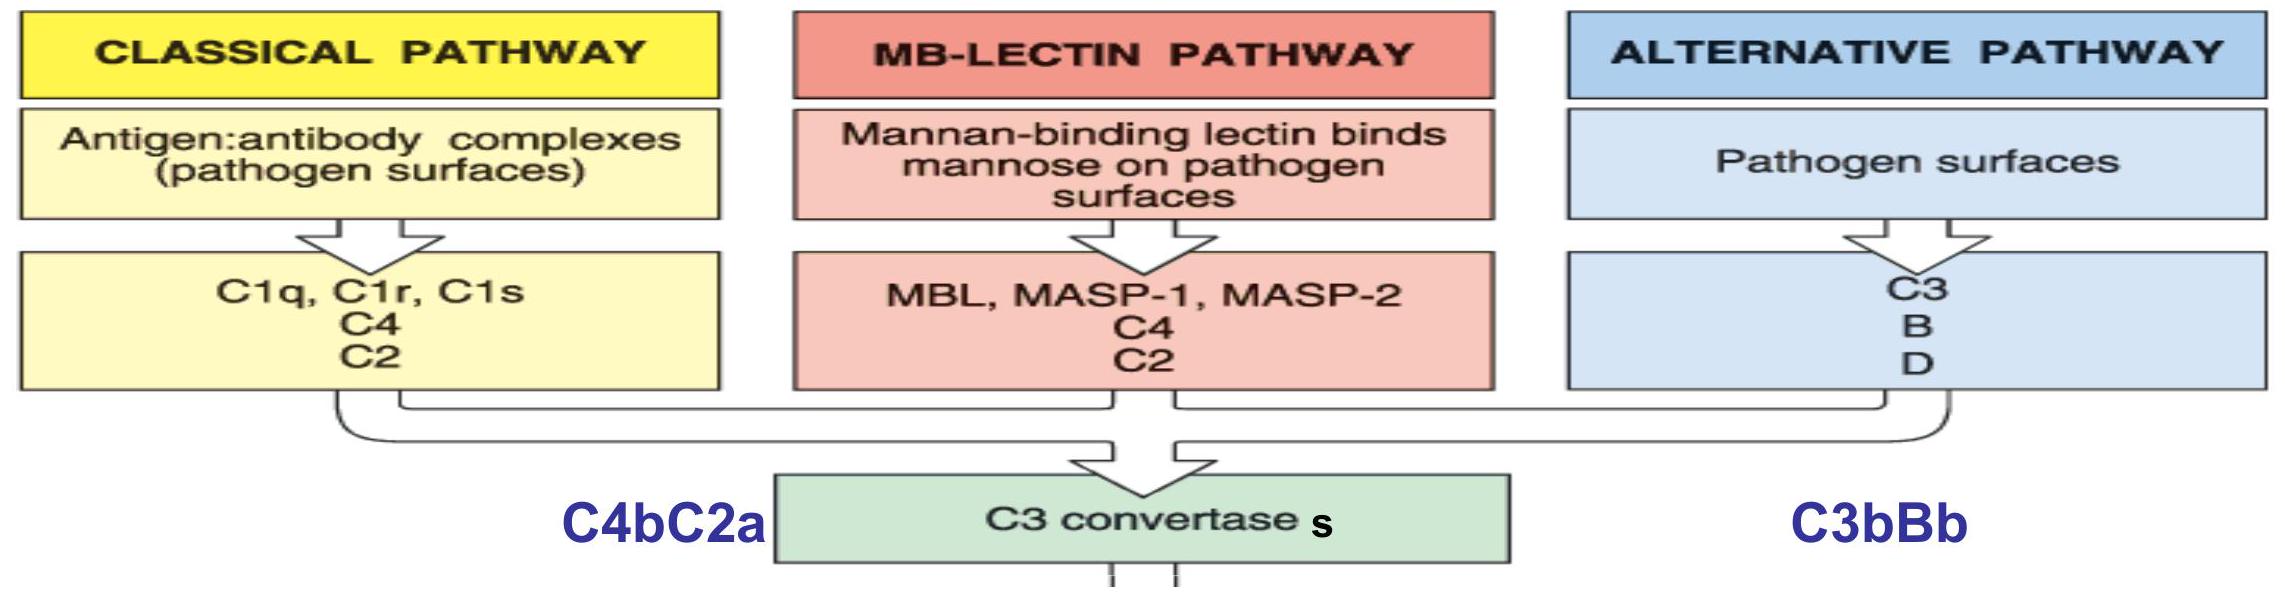 CLASSICAL PATHWAY
MB-LECTIN PATHWAY
ALTERNATIVE PATHWAY
Antigen:antibody complexes
(pathogen surfaces)
Mannan-binding lectin binds
mannose on pathogen
surfaces
Pathogen surfaces
C1q, C1r, C1s
C4
C2
MBL, MASP-1, MASP-2
C4
C2
C3
B
D
C4bC2a
C3 convertase s
C3bBb